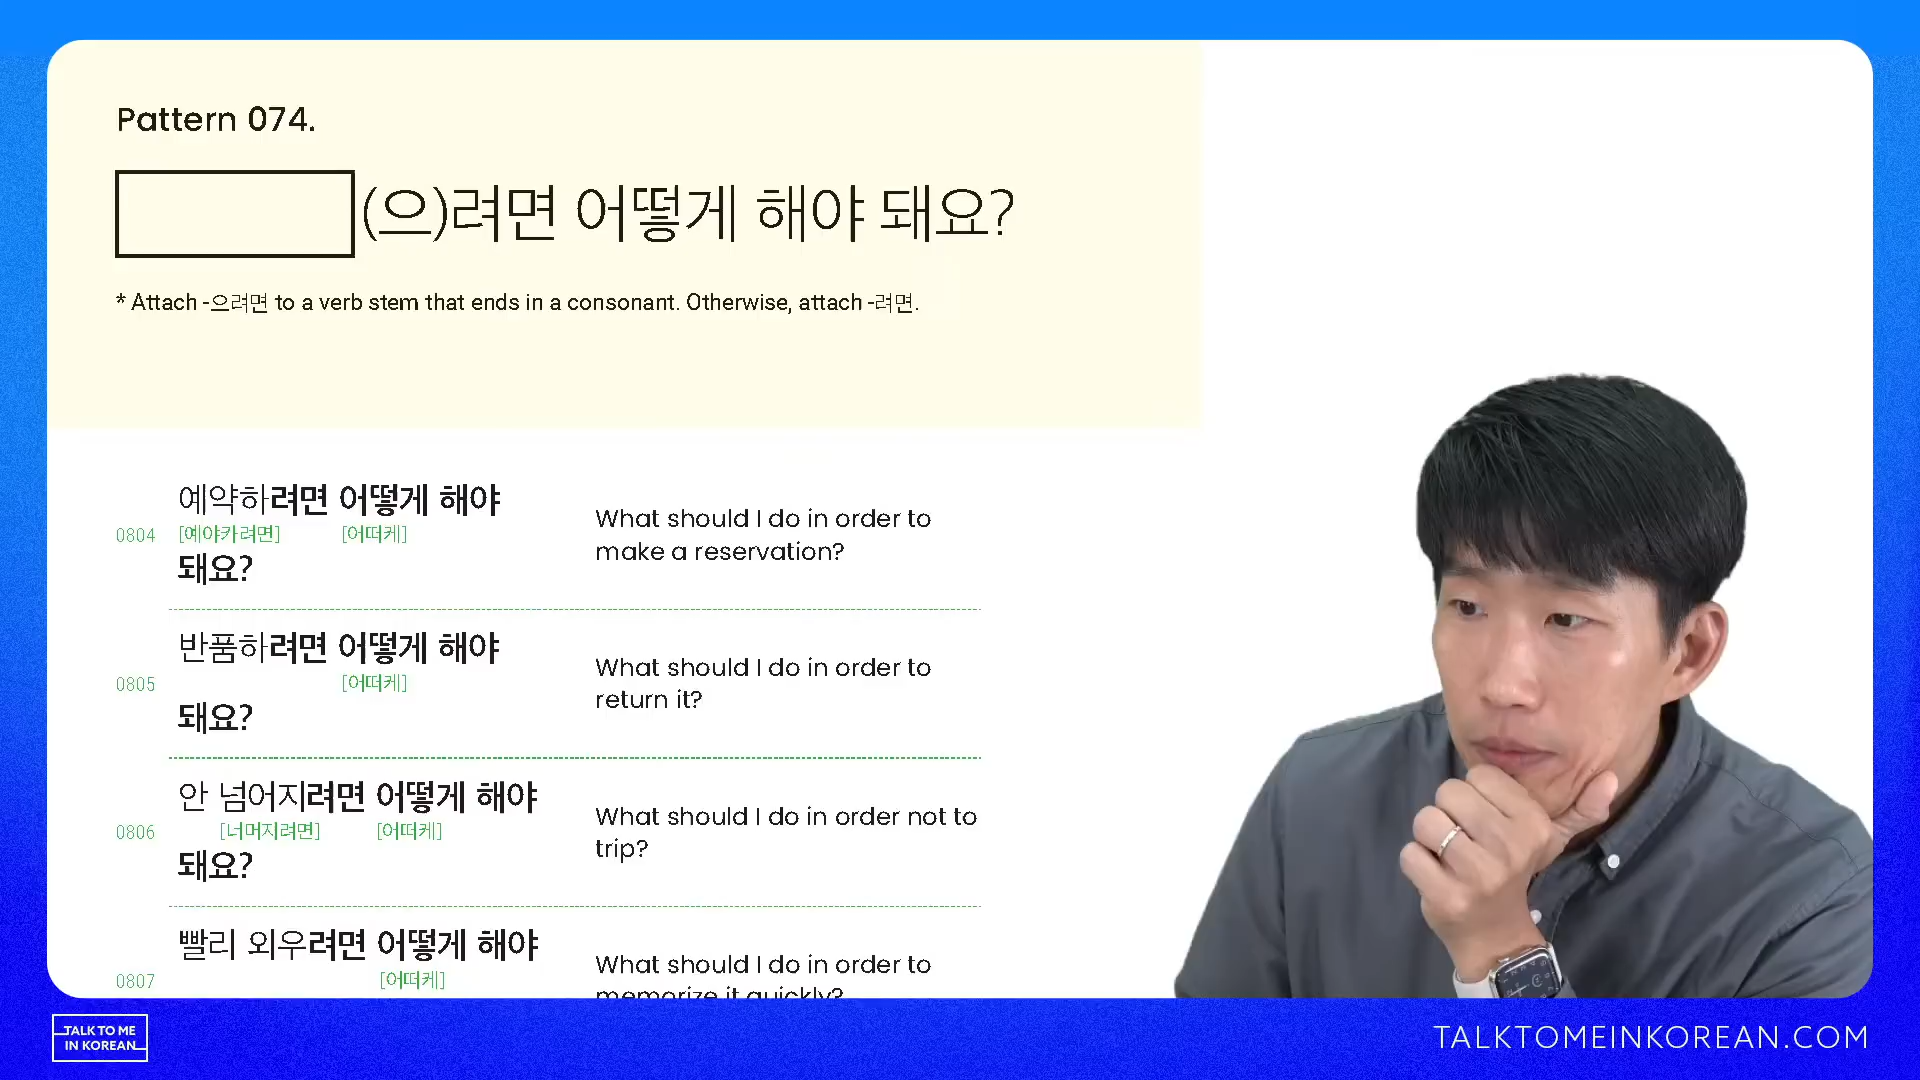 Pattern 074.
(으)려면 어떻게 해야 돼요?
* Attach -으려면 to a verb stem that ends in a consonant. Otherwise, attach -려면.
0804
예약하려면 어떻게 해야
[예야카려면] [어떠케]
돼요?
What should I do in order to
make a reservation?
0805
반품하려면 어떻게 해야
[어떠케]
돼요?
What should I do in order to
return it?
0806
안 넘어지려면 어떻게 해야
[너머지려면] [어떠케]
돼요?
What should I do in order not to
trip?
0807
빨리 외우려면 어떻게 해야
[어떠케]
What should I do in order to
memorize it quickly?
TALK TO ME
IN KOREAN
TALKTOMEINKOREAN.COM